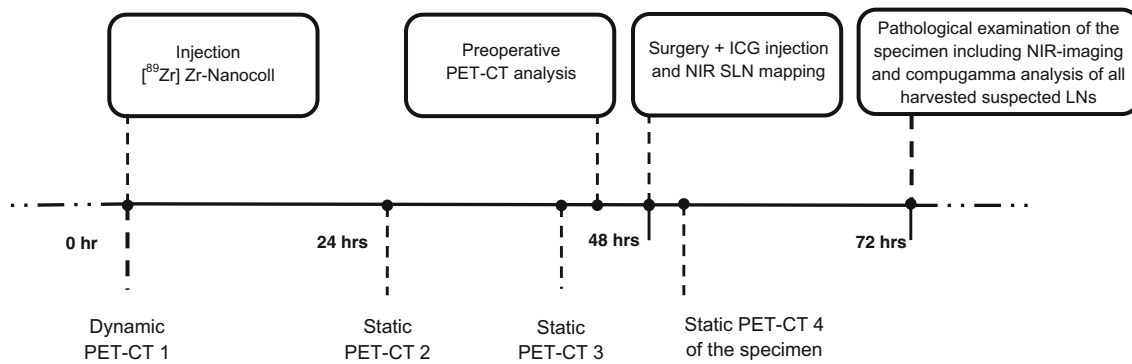 Injection
[⁸⁹Zr] Zr-Nanocoll
Preoperative
PET-CT analysis
Surgery + ICG injection
and NIR SLN mapping
Pathological examination of the
specimen including NIR-imaging
and compugamma analysis of all
harvested suspected LNs
0 hr
24 hrs
48 hrs
72 hrs
Dynamic
PET-CT 1
Static
PET-CT 2
Static
PET-CT 3
Static PET-CT 4
of the specimen